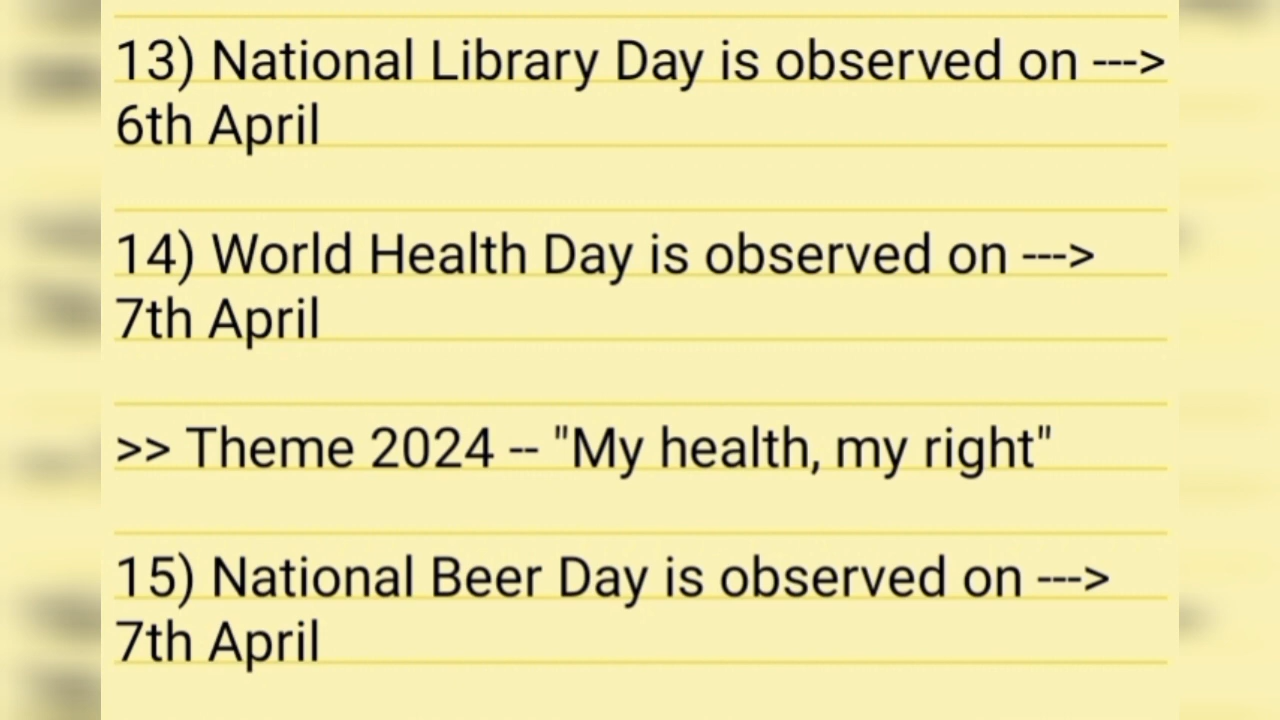 13) National Library Day is observed on --->
6th April
14) World Health Day is observed on --->
7th April
>> Theme 2024 -- "My health, my right"
15) National Beer Day is observed on --->
7th April